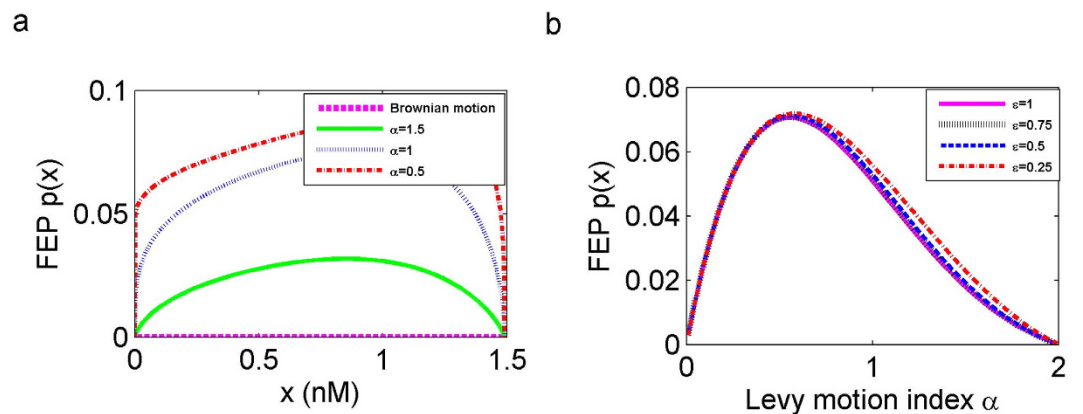 a
0.1
0.05
0
FEP p(x)
Brownian motion
α=1.5
α=1
α=0.5
0
0.5
1
1.5
x (nM)
b
0.08
0.06
0.04
0.02
0
FEP p(x)
ε=1
ε=0.75
ε=0.5
ε=0.25
0
1
2
Levy motion index α